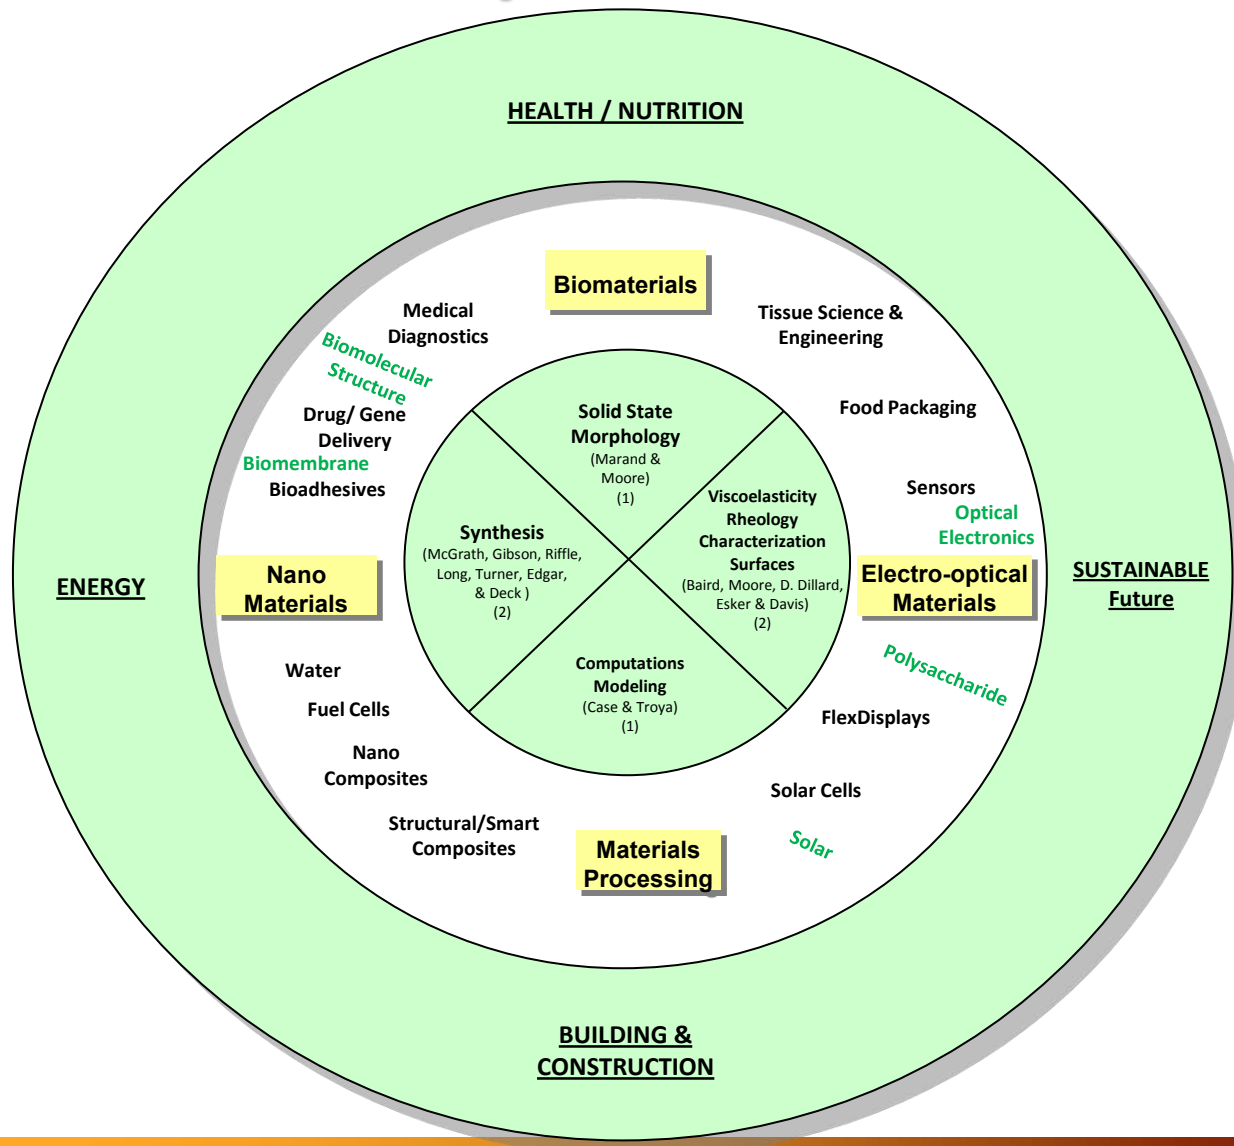 HEALTH / NUTRITION
Biomaterials
Medical
Diagnostics
Tissue Science &
Engineering
Biomolecular
Structure
Drug/ Gene
Delivery
Biomembrane
Bioadhesives
Food Packaging
Sensors
Optical
Electronics
Solid State
Morphology
(Marand &
Moore)
(1)
Synthesis
(McGrath, Gibson, Riffle,
Long, Turner, Edgar,
& Deck )
(2)
Viscoelasticity
Rheology
Characterization
Surfaces
(Baird, Moore, D. Dillard,
Esker & Davis)
(2)
Computations
Modeling
(Case & Troya)
(1)
ENERGY
Nano
Materials
Electro-optical
Materials
SUSTAINABLE
Future
Water
Fuel Cells
Nano
Composites
Structural/Smart
Composites
Polysaccharide
FlexDisplays
Solar Cells
Solar
Materials
Processing
BUILDING &
CONSTRUCTION